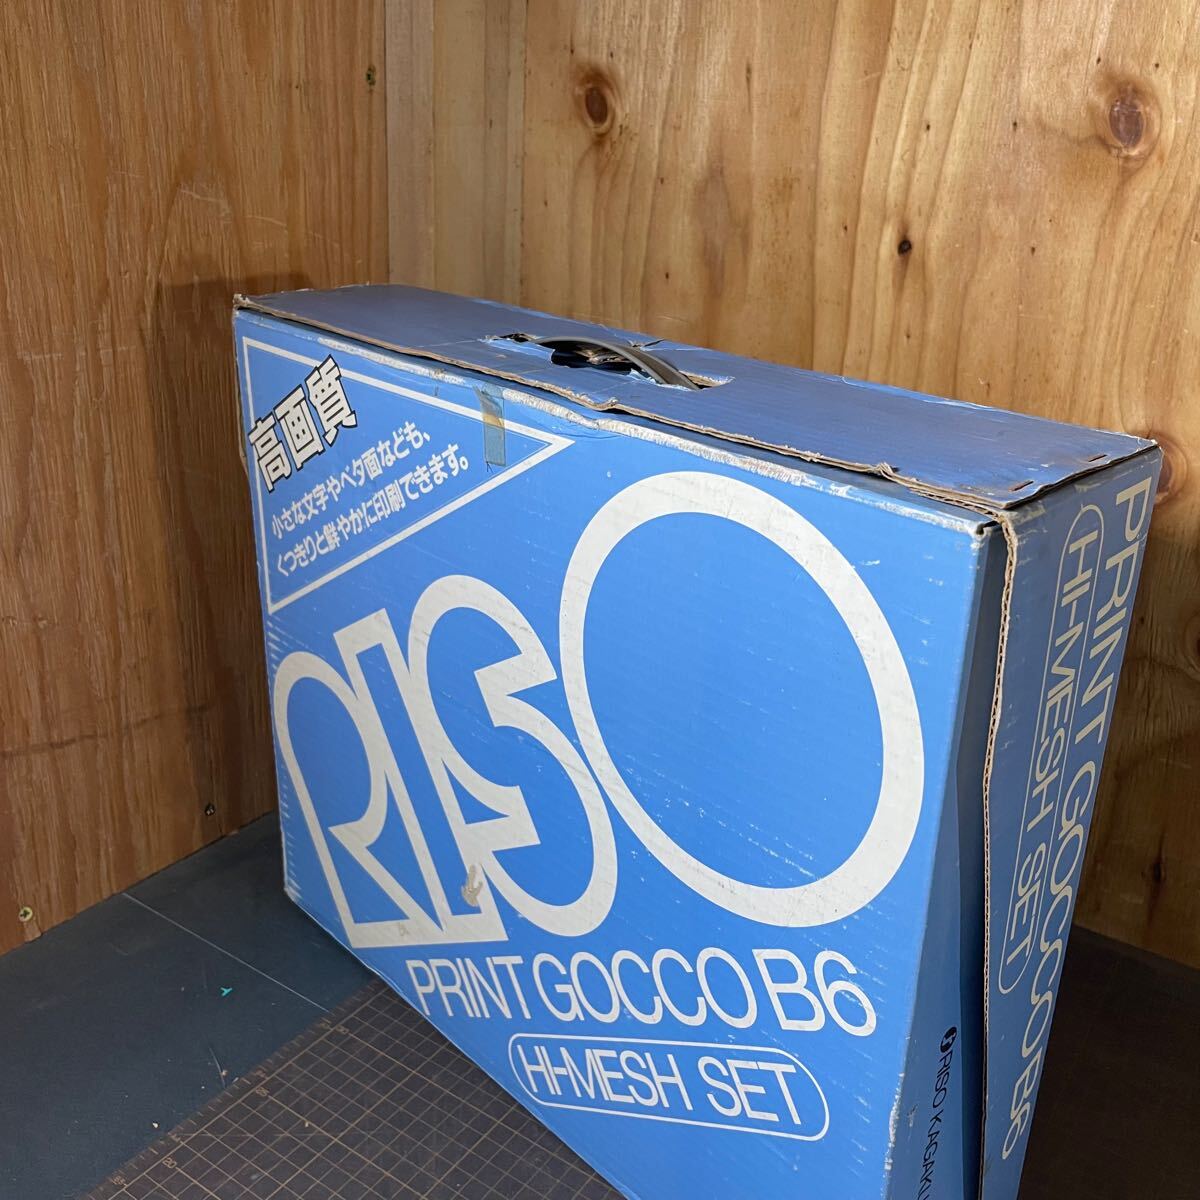 高画質
小さな文字やベタ面なども、
くっきりと鮮やかに印刷できます。
RISO
PRINT GOCCO B6
HI-MESH SET
PRINT GOCCO B6
HI-MESH SET
RISO KAGAKU